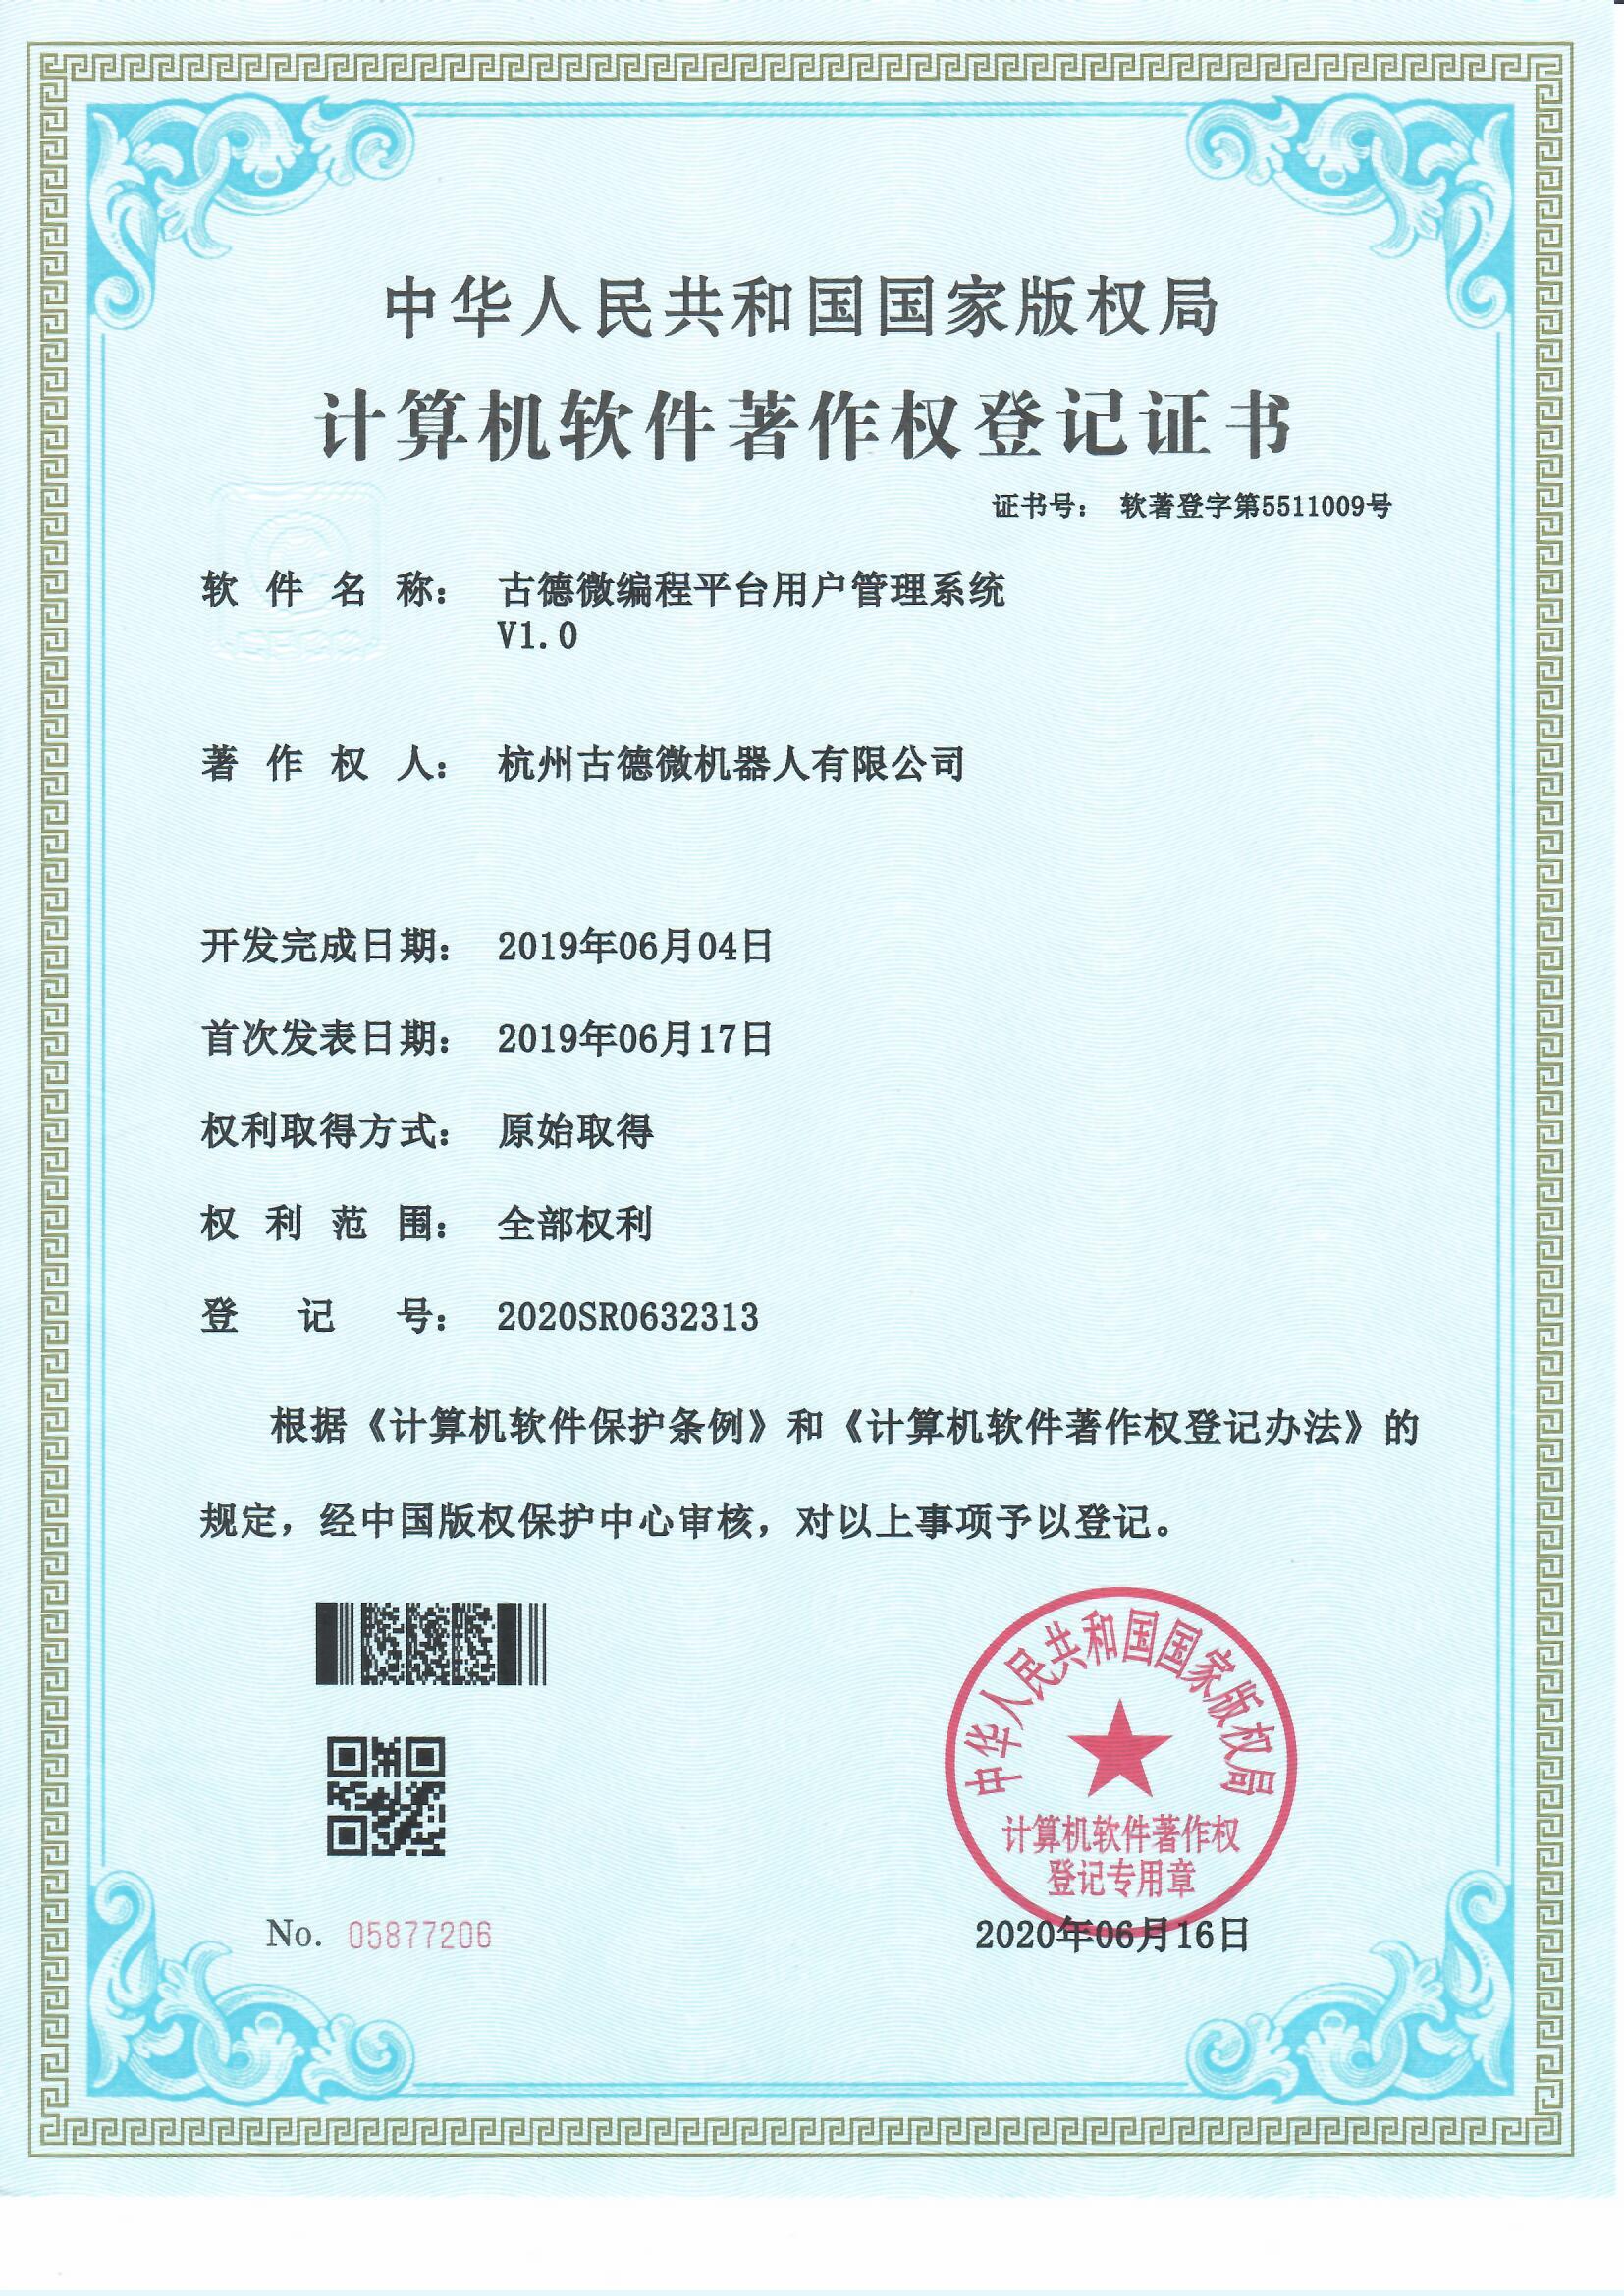 中华人民共和国国家版权局
计算机软件著作权登记证书
证书号： 软著登字第5511009号
软件名称： 古德微编程平台用户管理系统
V1.0
著作权人： 杭州古德微机器人有限公司
开发完成日期： 2019年06月04日
首次发表日期： 2019年06月17日
权利取得方式： 原始取得
权利范围： 全部权利
登记号： 2020SR0632313
根据《计算机软件保护条例》和《计算机软件著作权登记办法》的
规定，经中国版权保护中心审核，对以上事项予以登记。
中华人民共和国国家版权局
计算机软件著作权
登记专用章
No. 05877206
2020年06月16日